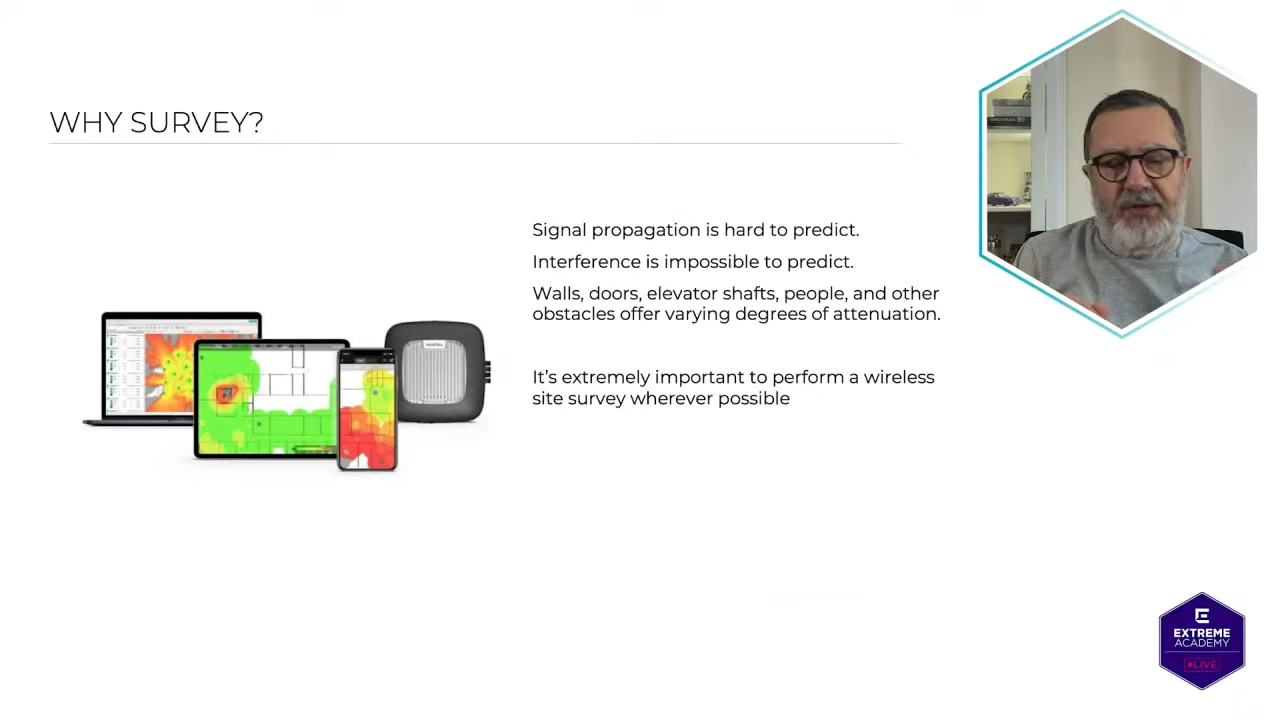 WHY SURVEY?
Signal propagation is hard to predict.
Interference is impossible to predict.
Walls, doors, elevator shafts, people, and other
obstacles offer varying degrees of attenuation.
It’s extremely important to perform a wireless
site survey wherever possible
EXTREME
ACADEMY
LIVE